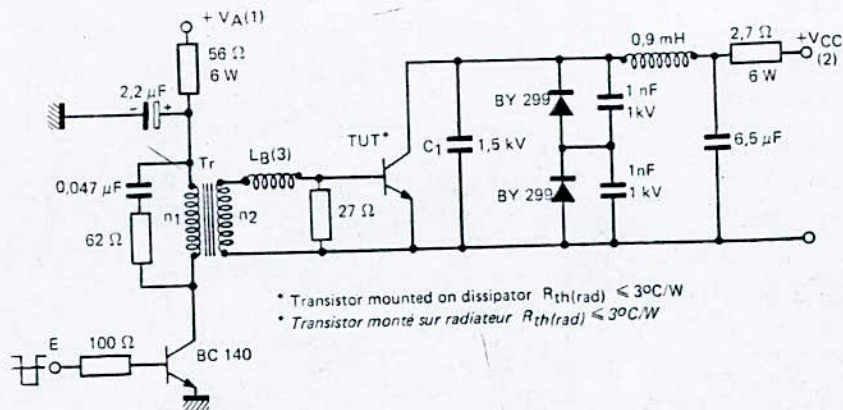 + VA(1)
56 Ω
6 W
2,2 µF
- +
0,047 µF
62 Ω
Tr
n1
n2
LB(3)
27 Ω
TUT*
C1
1,5 kV
BY 299
BY 299
1 nF
1kV
1nF
1 kV
0,9 mH
2,7 Ω
6 W
+VCC
(2)
6,5 µF
* Transistor mounted on dissipator Rth(rad) ≤ 3°C/W
* Transistor monté sur radiateur Rth(rad) ≤ 3°C/W
E
100 Ω
BC 140